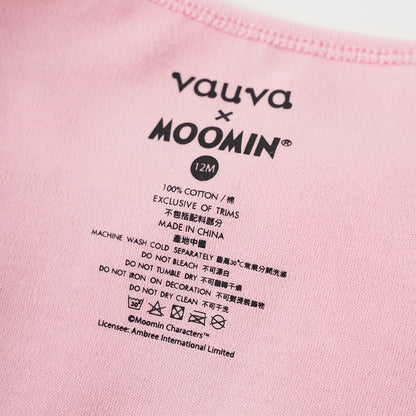 vauva
×
MOOMIN®
12M
100% COTTON / 棉
EXCLUSIVE OF TRIMS
不包括配料部分
MADE IN CHINA
產地中國
MACHINE WASH COLD SEPARATELY 最高30°C常規分開洗滌
DO NOT BLEACH 不可漂白
DO NOT TUMBLE DRY 不可翻轉干燥
DO NOT IRON ON DECORATION 不可熨燙裝飾物
DO NOT DRY CLEAN 不可干洗
30°
©Moomin Characters™
Licensee: Ambree International Limited